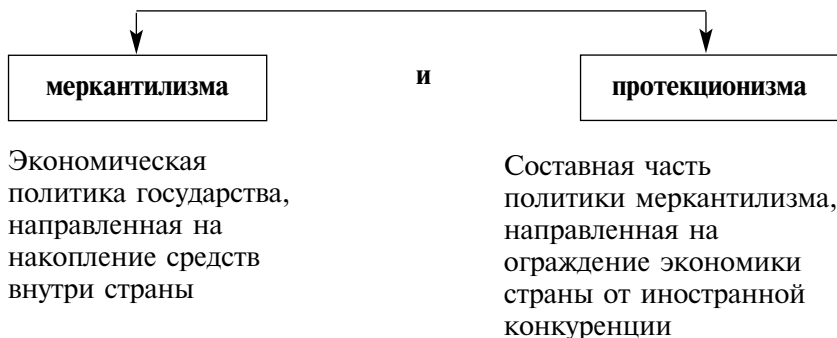 меркантилизма
и
протекционизма
Экономическая
политика государства,
направленная на
накопление средств
внутри страны
Составная часть
политики меркантилизма,
направленная на
ограждение экономики
страны от иностранной
конкуренции